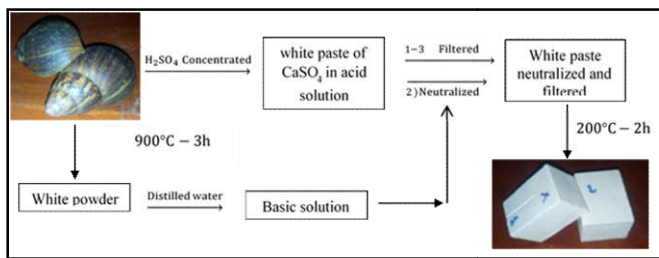 H₂SO₄ Concentrated
white paste of
CaSO₄ in acid
solution
1−3 Filtered
2)Neutralized
White paste
neutralized and
filtered
900°C − 3h
200°C − 2h
White powder
Distilled water
Basic solution